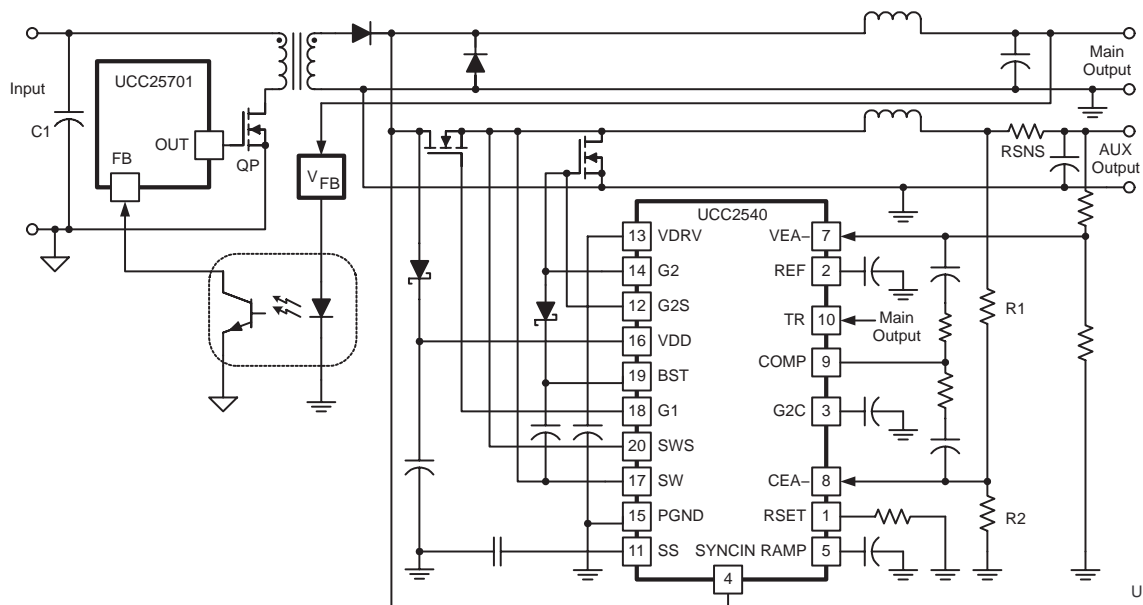 UCC25701
Input
C1
OUT
FB
QP
V FB
Main
Output
RSNS
AUX
Output
UCC2540
13 VDRV
VEA− 7
14 G2
REF 2
12 G2S
TR 10
Main
Output
R1
16 VDD
COMP 9
19 BST
18 G1
G2C 3
20 SWS
17 SW
CEA− 8
15 PGND
RSET 1
R2
11 SS
SYNCIN RAMP 5
4
U